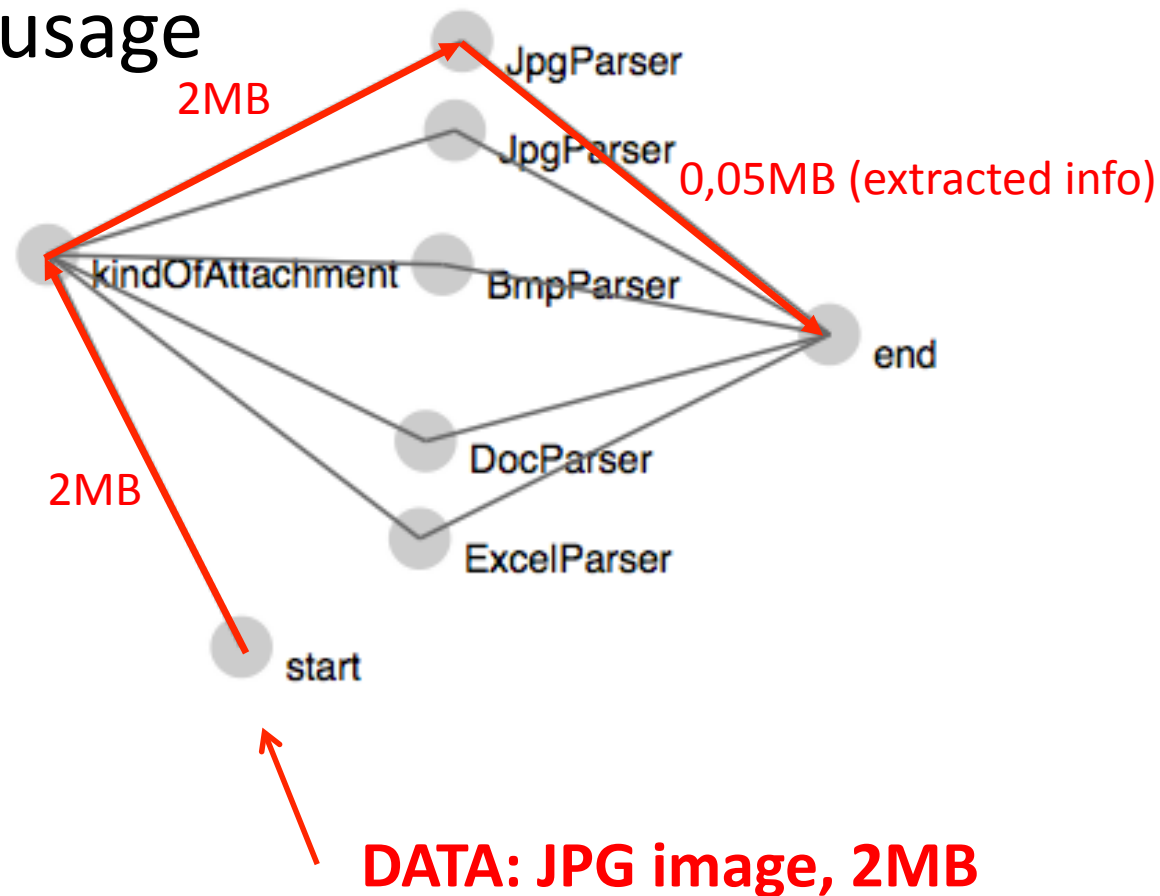 usage
JpgParser
2MB
JpgParser
0,05MB (extracted info)
kindOfAttachment
BmpParser
end
DocParser
2MB
ExcelParser
start
DATA: JPG image, 2MB